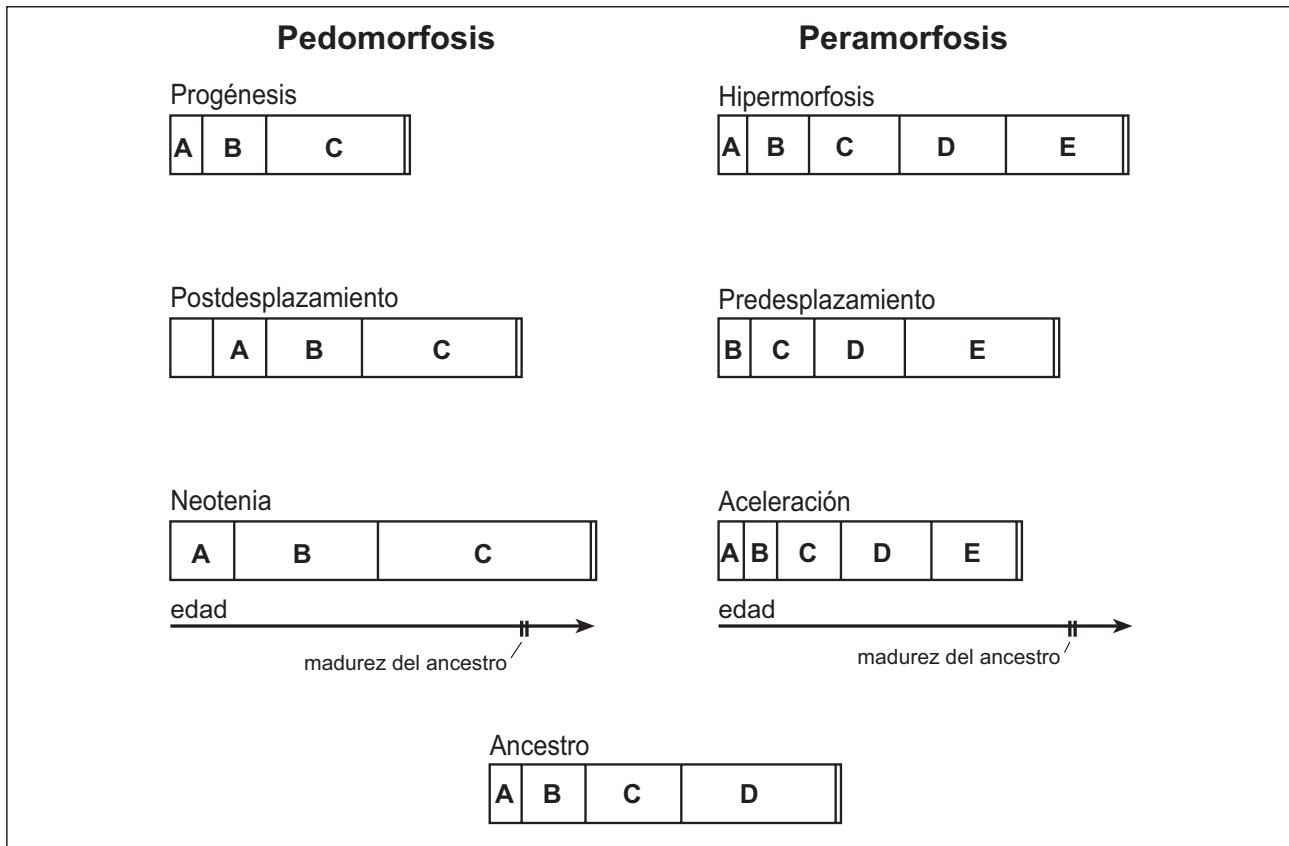 Pedomorfosis
Peramorfosis
Progénesis
A B C
Hipermorfosis
A B C D E
Postdesplazamiento
A B C
Predesplazamiento
B C D E
Neotenia
A B C
edad
madurez del ancestro
Aceleración
A B C D E
edad
madurez del ancestro
Ancestro
A B C D